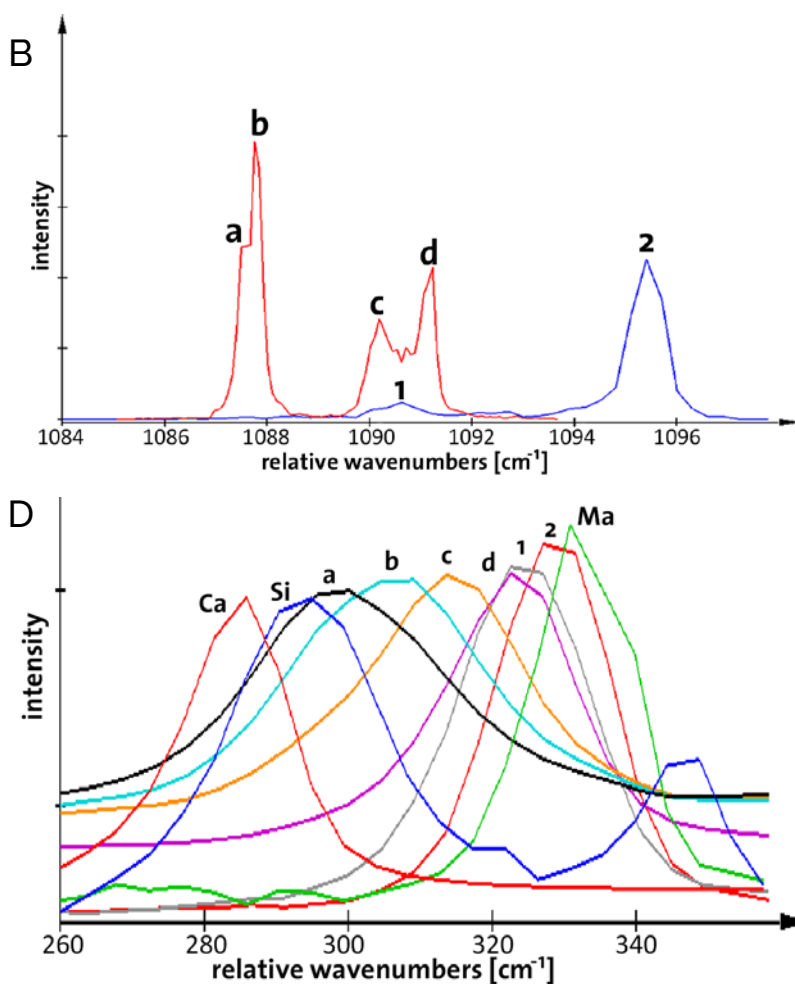 B
b
a
2
d
c
1
intensity
1084 1086 1088 1090 1092 1094 1096
relative wavenumbers [cm-1]
D
Ma
2
1
c
d
b
a
Si
Ca
intensity
260 280 300 320 340
relative wavenumbers [cm-1]